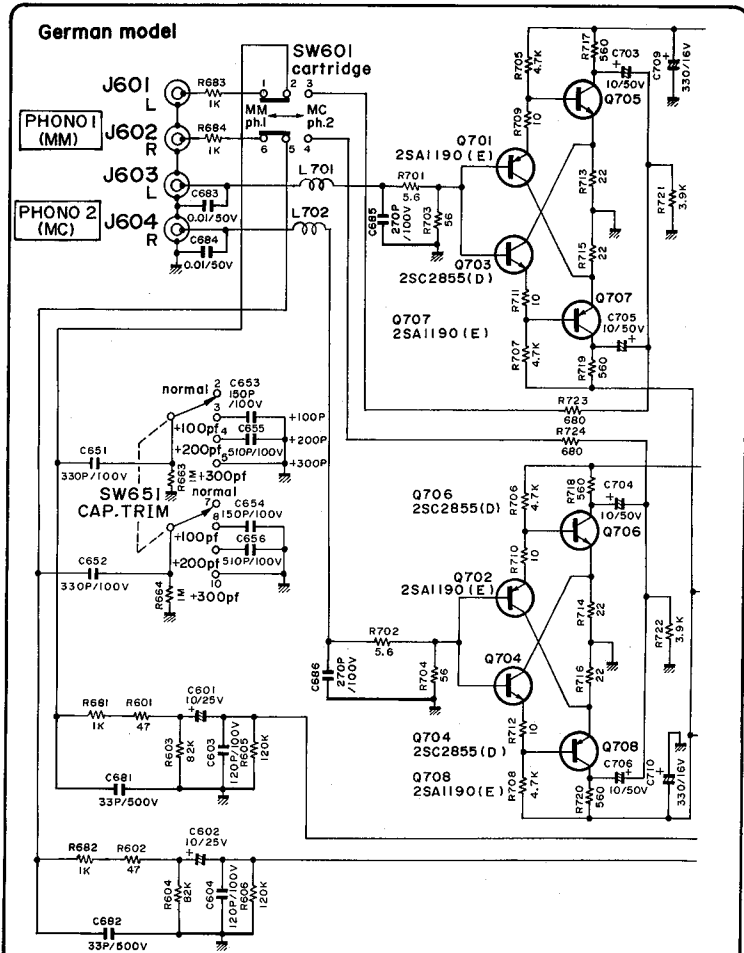 German model
SW601
cartridge
J601
L
R683
1K
1
2
3
PHONO 1
(MM)
J602
R
R684
1K
MM
ph.1
MC
ph.2
6
5
4
J603
L
C683
0.01/50V
L701
PHONO 2
(MC)
J604
R
C684
0.01/50V
L702
C685
270P
/100V
R701
5.6
R703
56
Q701
2SA1190(E)
Q703
2SC2855(D)
Q707
2SA1190(E)
R705
4.7K
R709
10
R711
10
R707
4.7K
R717
560
C703
10/50V
C709
330/16V
Q705
R713
22
R715
22
R721
3.9K
Q707
C705
10/50V
R719
560
R723
680
R724
680
normal
2
C653
150P
/100V
3
+100P
+100pf
4
C655
+200P
+200pf
5
510P/100V
+300P
C651
330P/100V
R663
1M
+300pf
SW651
CAP.TRIM
normal
7
C654
150P/100V
8
+100pf
C656
+200pf
510P/100V
10
+300pf
C652
330P/100V
R664
1M
Q706
2SC2855(D)
R706
4.7K
R710
10
R718
560
C704
10/50V
Q706
Q702
2SA1190(E)
R714
22
R716
22
R722
3.9K
R702
5.6
C686
270P
/100V
R704
56
Q704
R712
10
Q704
2SC2855(D)
Q708
2SA1190(E)
R708
4.7K
Q708
C706
10/50V
R720
560
C710
330/16V
R681
1K
R601
47
C601
10/25V
R603
82K
C603
120P/100V
R605
120K
C681
33P/500V
R682
1K
R602
47
C602
10/25V
R604
82K
C604
120P/100V
R606
120K
C682
33P/500V